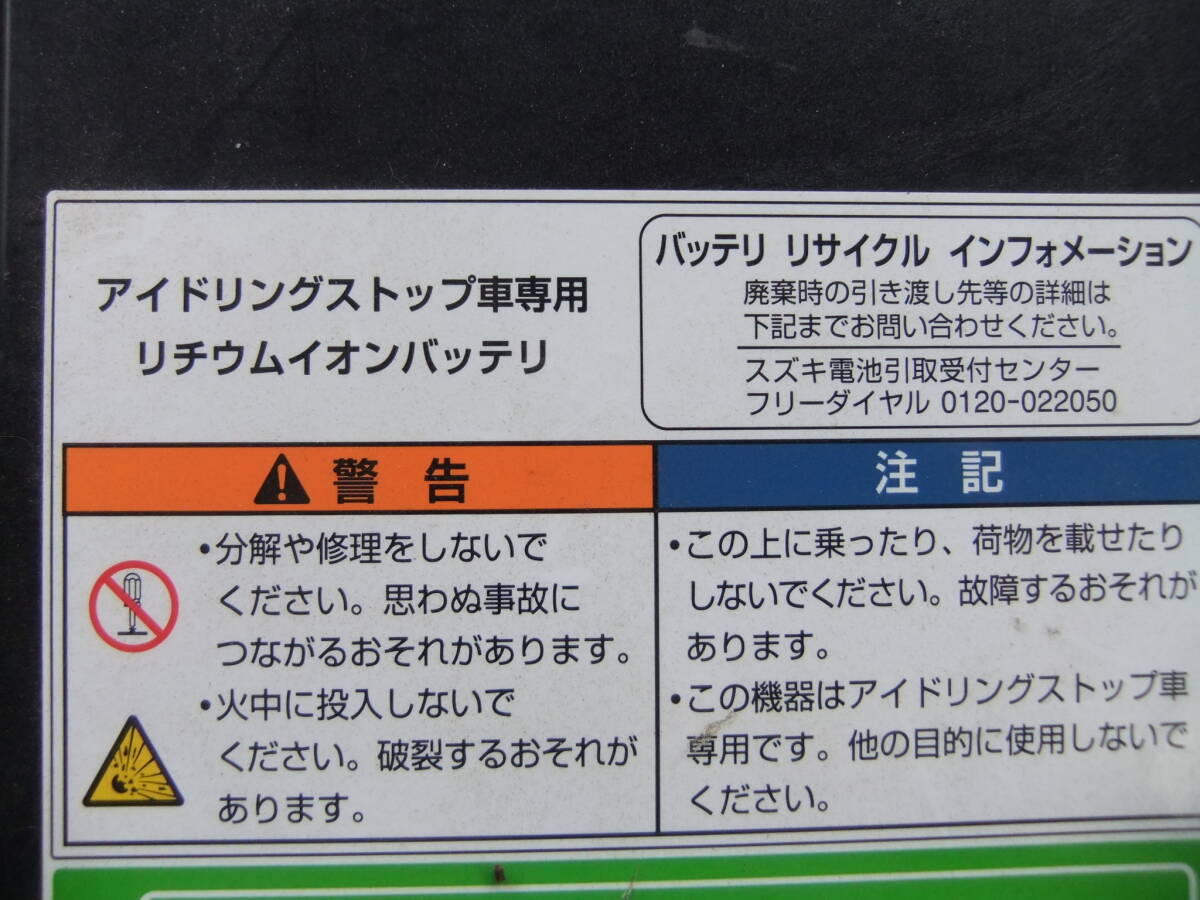 アイドリングストップ車専用
リチウムイオンバッテリ
バッテリ リサイクル インフォメーション
廃棄時の引き渡し先等の詳細は
下記までお問い合わせください。
スズキ電池引取受付センター
フリーダイヤル 0120-022050
警告
・分解や修理をしないで
ください。思わぬ事故に
つながるおそれがあります。
・火中に投入しないで
ください。破裂するおそれが
あります。
注記
・この上に乗ったり、荷物を載せたり
しないでください。故障するおそれが
あります。
・この機器はアイドリングストップ車
専用です。他の目的に使用しないで
ください。